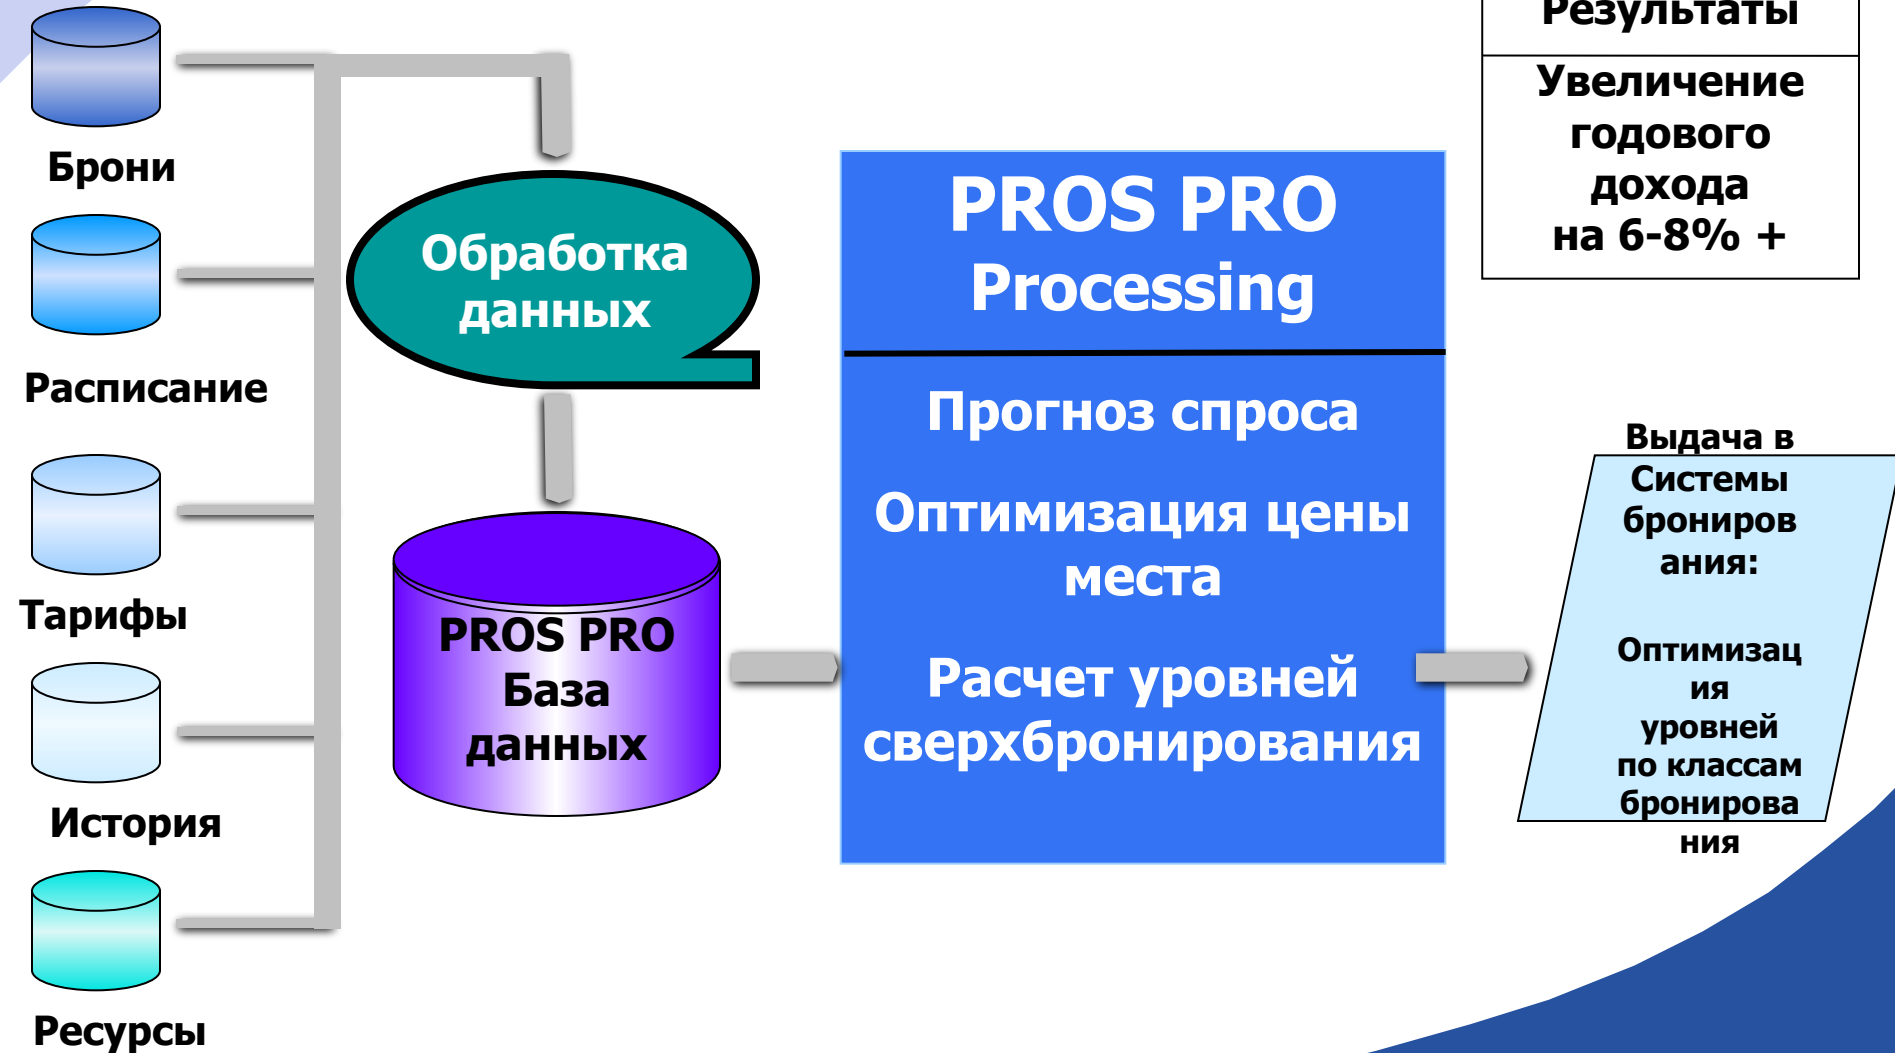 Брони
Расписание
Тарифы
История
Ресурсы
Обработка
данных
PROS PRO
База
данных
PROS PRO
Processing
Прогноз спроса
Оптимизация цены
места
Расчет уровней
сверхбронирования
Результаты
Увеличение
годового
дохода
на 6-8% +
Выдача в
Системы
брониров
ания:
Оптимизац
ия
уровней
по классам
бронирова
ния